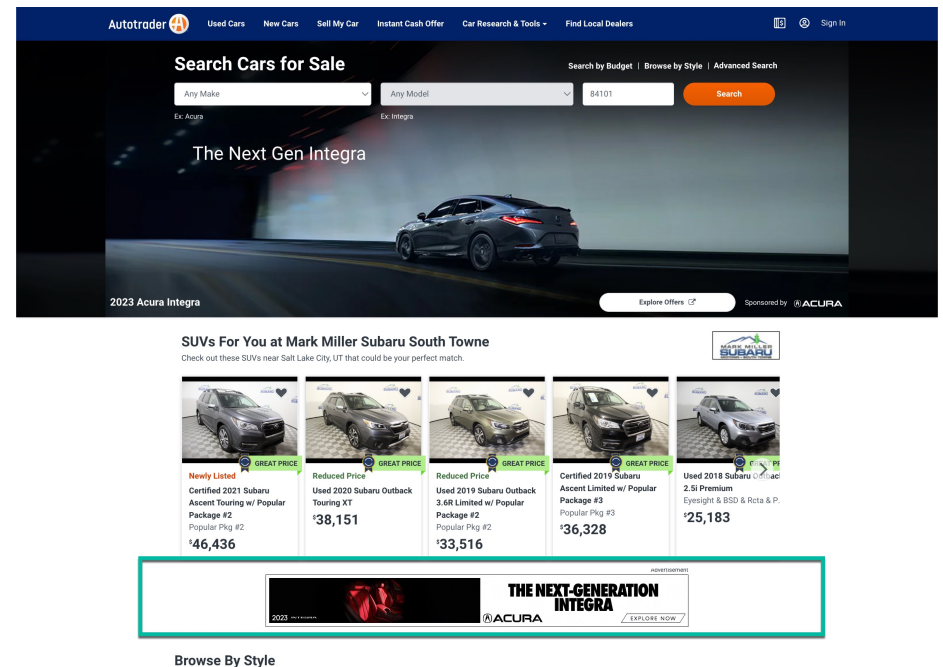 Autotrader
Used Cars
New Cars
Sell My Car
Instant Cash Offer
Car Research & Tools
Find Local Dealers
Sign In
Search Cars for Sale
Search by Budget | Browse by Style | Advanced Search
Any Make
Any Model
84101
Search
Ex: Acura
Ex: Integra
The Next Gen Integra
2023 Acura Integra
Explore Offers
Sponsored by ACURA
SUVs For You at Mark Miller Subaru South Towne
Check out these SUVs near Salt Lake City, UT that could be your perfect match.
MARK MILLER
SUBARU
GREAT PRICE
Newly Listed
Certified 2021 Subaru
Ascent Touring w/ Popular
Package #2
Popular Pkg #2
$46,436
GREAT PRICE
Reduced Price
Used 2020 Subaru Outback
Touring XT
$38,151
GREAT PRICE
Reduced Price
Used 2019 Subaru Outback
3.6R Limited w/ Popular
Package #2
Popular Pkg #2
$33,516
GREAT PRICE
Certified 2019 Subaru
Ascent Limited w/ Popular
Package #3
Popular Pkg #3
$36,328
Used 2018 Subaru
2.5i Premium
Eyesight & BSD & Rcta & P.
$25,183
Advertisement
2023
THE NEXT-GENERATION
INTEGRA
ACURA
EXPLORE NOW
Browse By Style